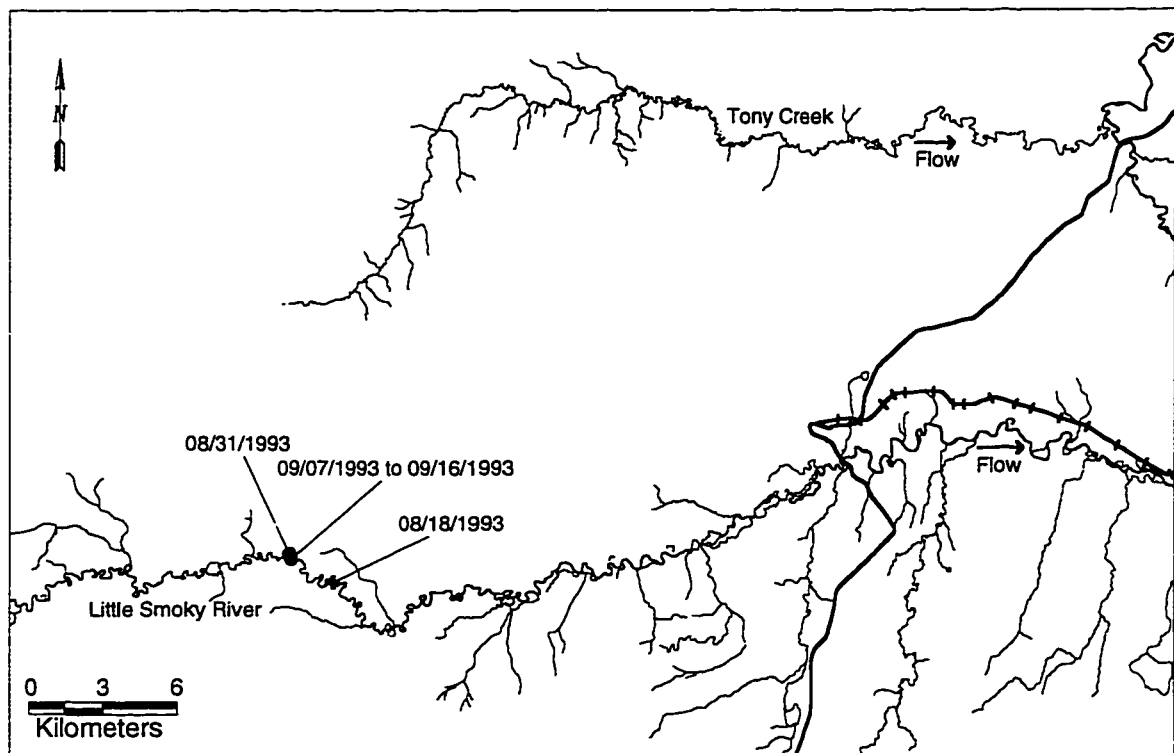 N
Tony Creek
Flow
08/31/1993
09/07/1993 to 09/16/1993
08/18/1993
Flow
Little Smoky River
0 3 6
Kilometers